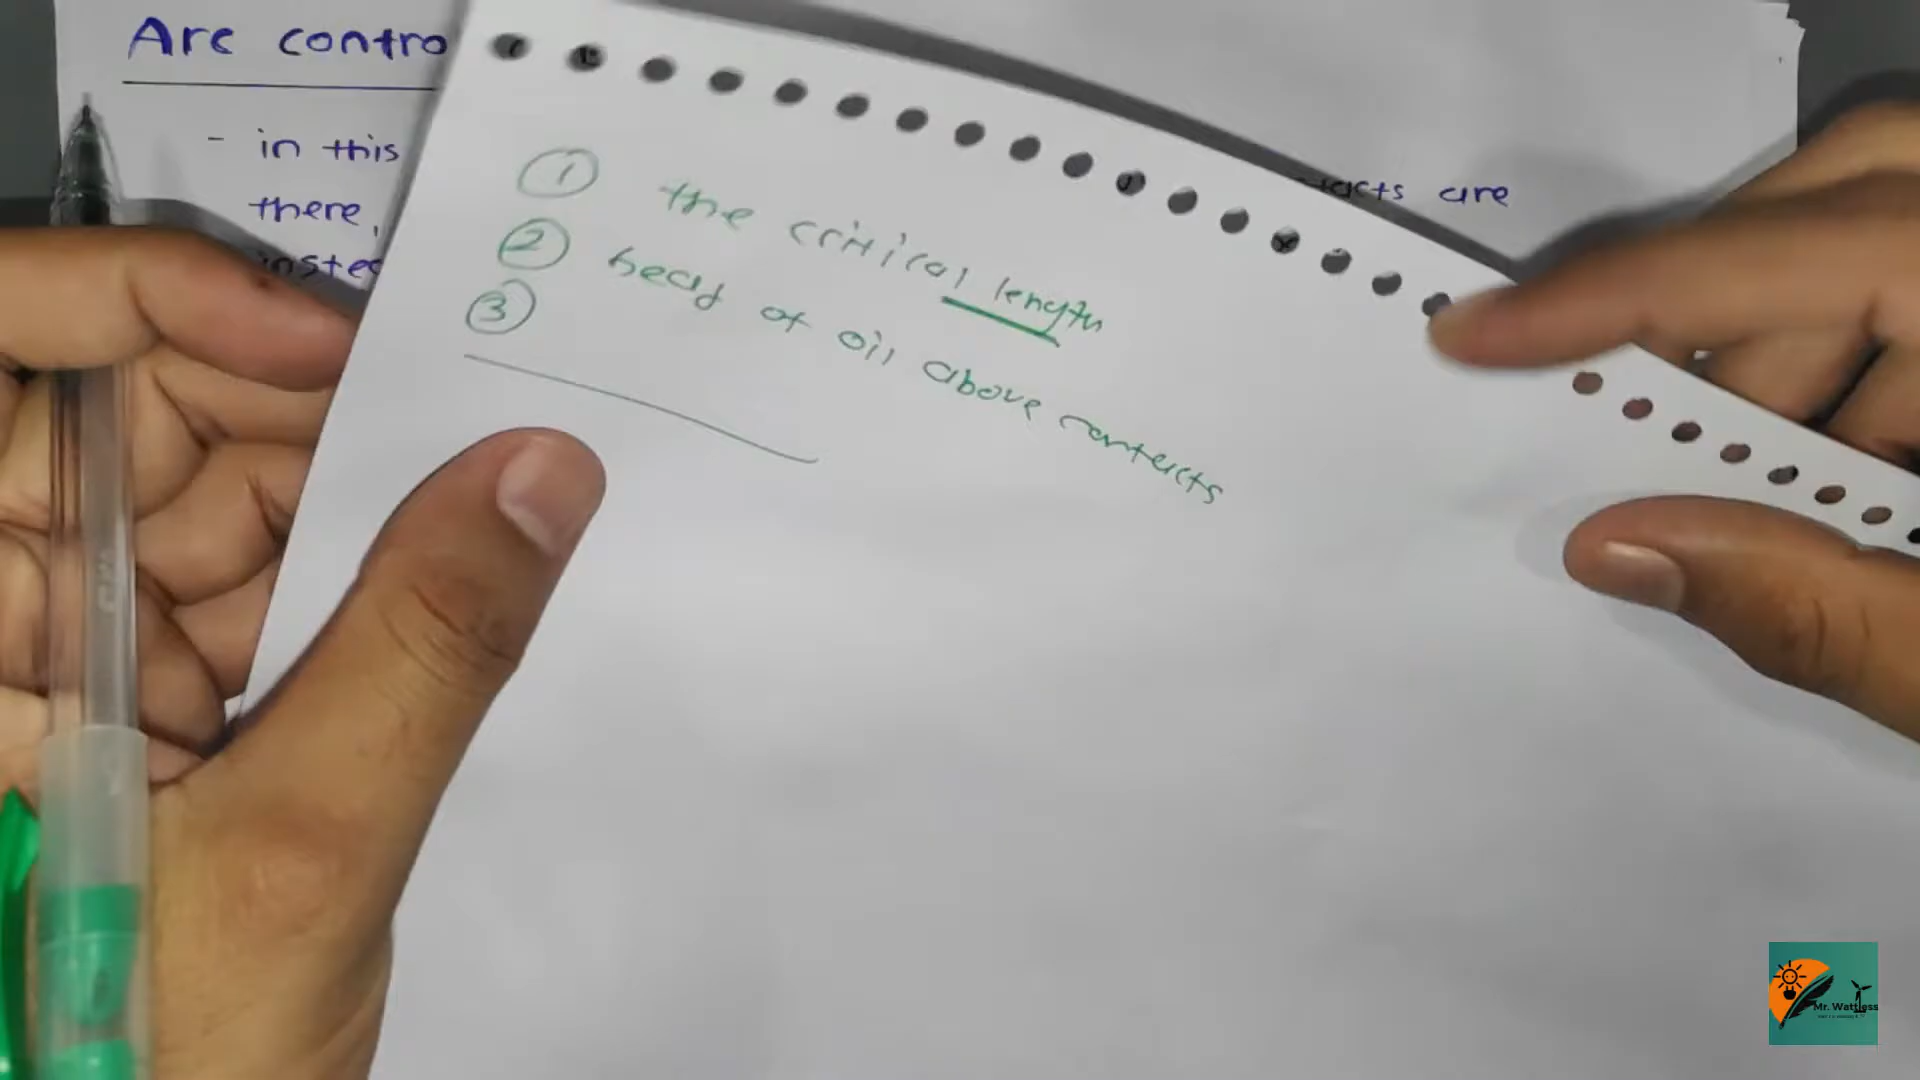 Arc contro
- in this
there,
inste
acts are
① the critical length
② head of oil above contacts
③
Mr. Wattless